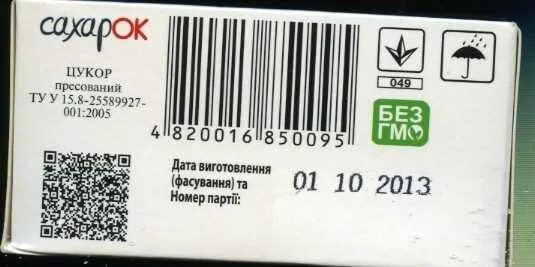 сахарОК
ЦУКОР
пресований
ТУ У 15.8-25589927-
001:2005
4 820016 850095
049
БЕЗ
ГМО
Дата виготовлення
(фасування) та
Номер партії:
01 10 2013